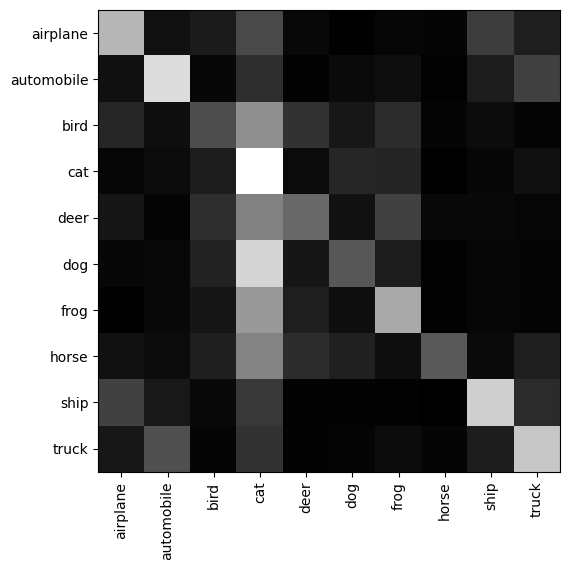 airplane
automobile
bird
cat
deer
dog
frog
horse
ship
truck
airplane
automobile
bird
cat
deer
dog
frog
horse
ship
truck